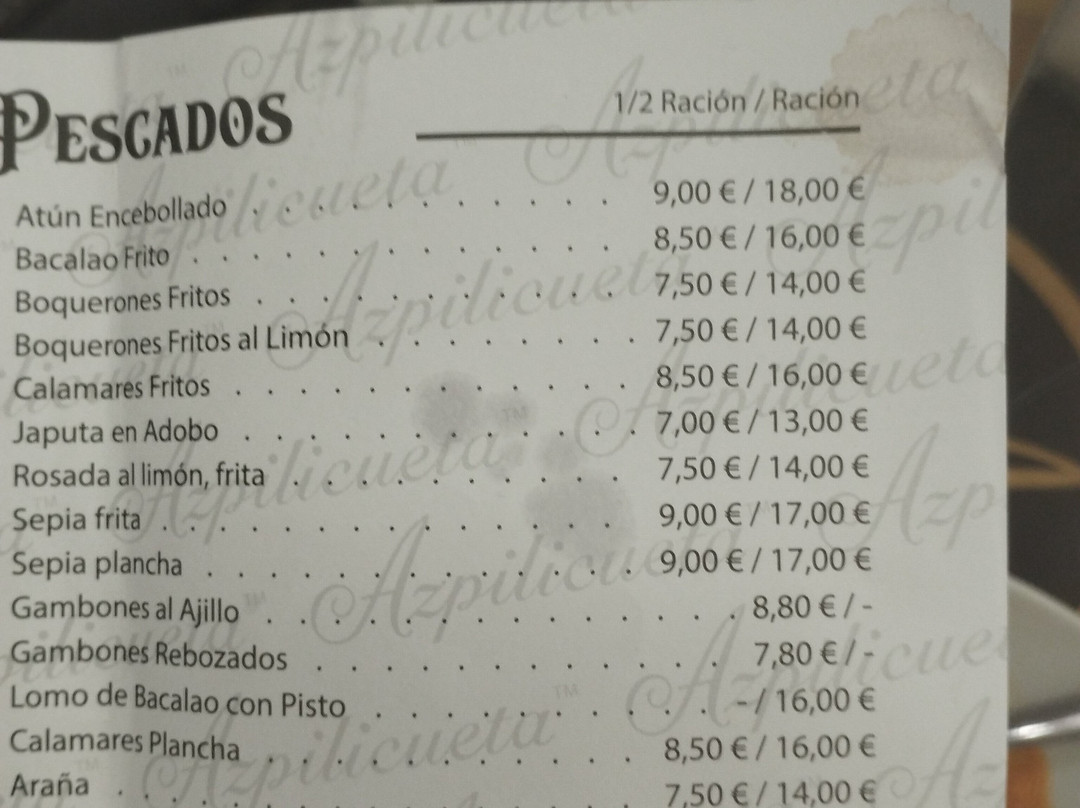 PESCADOS
1/2 Ración / Ración
Atún Encebollado . . . . . . . . . . . 9,00 € / 18,00 €
Bacalao Frito . . . . . . . . . . . . 8,50 € / 16,00 €
Boquerones Fritos . . . . . . . . . . . 7,50 € / 14,00 €
Boquerones Fritos al Limón . . . . . . . . 7,50 € / 14,00 €
Calamares Fritos . . . . . . . . . . . . 8,50 € / 16,00 €
Japuta en Adobo . . . . . . . . . . . . . 7,00 € / 13,00 €
Rosada al limón, frita . . . . . . . . . . 7,50 € / 14,00 €
Sepia frita . . . . . . . . . . . . . 9,00 € / 17,00 €
Sepia plancha . . . . . . . . . . . . . 9,00 € / 17,00 €
Gambones al Ajillo . . . . . . . . . . . . . . 8,80 € / -
Gambones Rebozados . . . . . . . . . . . . 7,80 € / -
Lomo de Bacalao con Pisto . . . . . . . . . . - / 16,00 €
Calamares Plancha . . . . . . . . . . . 8,50 € / 16,00 €
Araña . . . . . . . . . . . . . . 7,50 € / 14,00 €
Azpilicueta